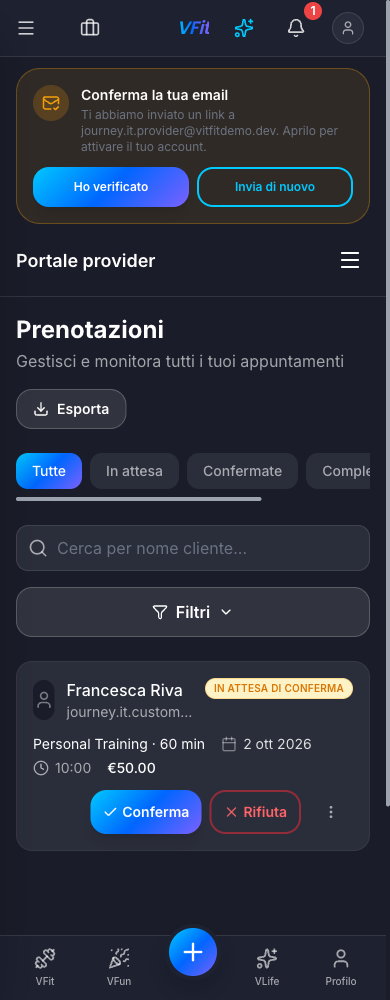 VFit
1
Conferma la tua email
Ti abbiamo inviato un link a
journey.it.provider@vitfitdemo.dev. Aprilo per
attivare il tuo account.
Ho verificato
Invia di nuovo
Portale provider
Prenotazioni
Gestisci e monitora tutti i tuoi appuntamenti
Esporta
Tutte
In attesa
Confermate
Comple
Cerca per nome cliente...
Filtri
Francesca Riva
IN ATTESA DI CONFERMA
journey.it.custom...
Personal Training · 60 min
2 ott 2026
10:00
€50.00
Conferma
Rifiuta
VFit
VFun
VLife
Profilo